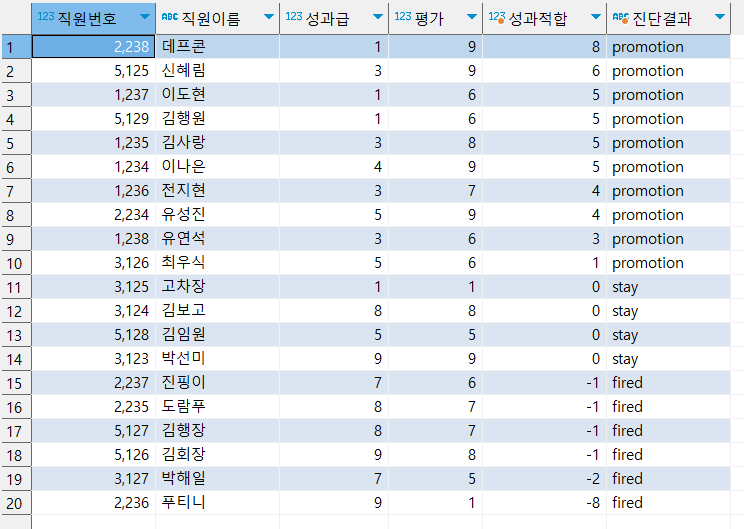 123 직원번호 ABC 직원이름 123 성과급 123 평가 123 성과적합 ABC 진단결과
1 2,238 데프콘 1 9 8 promotion
2 5,125 신혜림 3 9 6 promotion
3 1,237 이도현 1 6 5 promotion
4 5,129 김행원 1 6 5 promotion
5 1,235 김사랑 3 8 5 promotion
6 1,234 이나은 4 9 5 promotion
7 1,236 전지현 3 7 4 promotion
8 2,234 유성진 5 9 4 promotion
9 1,238 유연석 3 6 3 promotion
10 3,126 최우식 5 6 1 promotion
11 3,125 고차장 1 1 0 stay
12 3,124 김보고 8 8 0 stay
13 5,128 김임원 5 5 0 stay
14 3,123 박선미 9 9 0 stay
15 2,237 진핑이 7 6 -1 fired
16 2,235 도람푸 8 7 -1 fired
17 5,127 김행장 8 7 -1 fired
18 5,126 김회장 9 8 -1 fired
19 3,127 박해일 7 5 -2 fired
20 2,236 푸티니 9 1 -8 fired